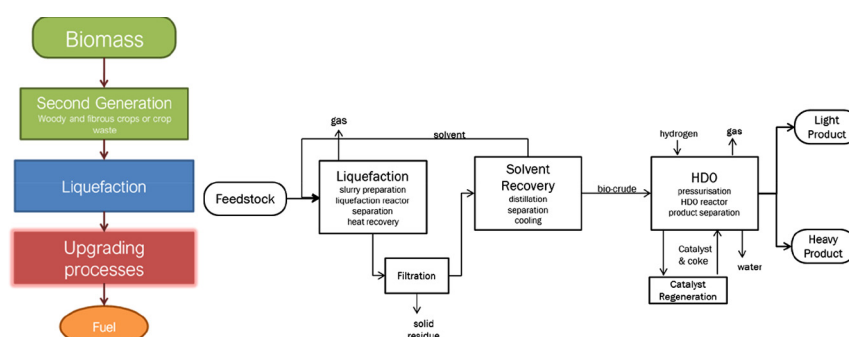 Biomass
Second Generation
Woody and fibrous crops or crop
waste
Liquefaction
Upgrading
processes
Fuel
Feedstock
gas
solvent
Liquefaction
slurry preparation
liquefaction reactor
separation
heat recovery
Filtration
solid
residue
Solvent
Recovery
distillation
separation
cooling
bio-crude
hydrogen
gas
HDO
pressurisation
HDO reactor
product separation
Catalyst
& coke
water
Catalyst
Regeneration
Light
Product
Heavy
Product